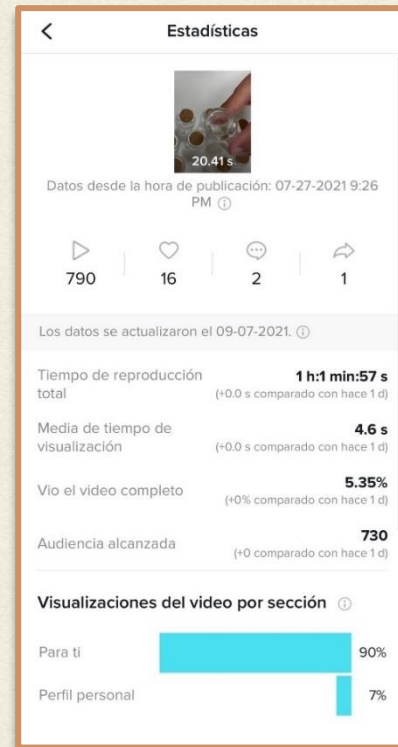 Estadísticas
20.41 s
Datos desde la hora de publicación: 07-27-2021 9:26
PM
790
16
2
1
Los datos se actualizaron el 09-07-2021.
Tiempo de reproducción total
1 h:1 min:57 s
(+0.0 s comparado con hace 1 d)
Media de tiempo de visualización
4.6 s
(+0.0 s comparado con hace 1 d)
Vio el video completo
5.35%
(+0% comparado con hace 1 d)
Audiencia alcanzada
730
(+0 comparado con hace 1 d)
Visualizaciones del video por sección
Para ti
90%
Perfil personal
7%